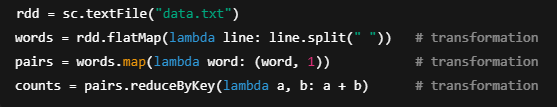 rdd = sc.textFile("data.txt")
words = rdd.flatMap(lambda line: line.split(" "))   # transformation
pairs = words.map(lambda word: (word, 1))           # transformation
counts = pairs.reduceByKey(lambda a, b: a + b)      # transformation